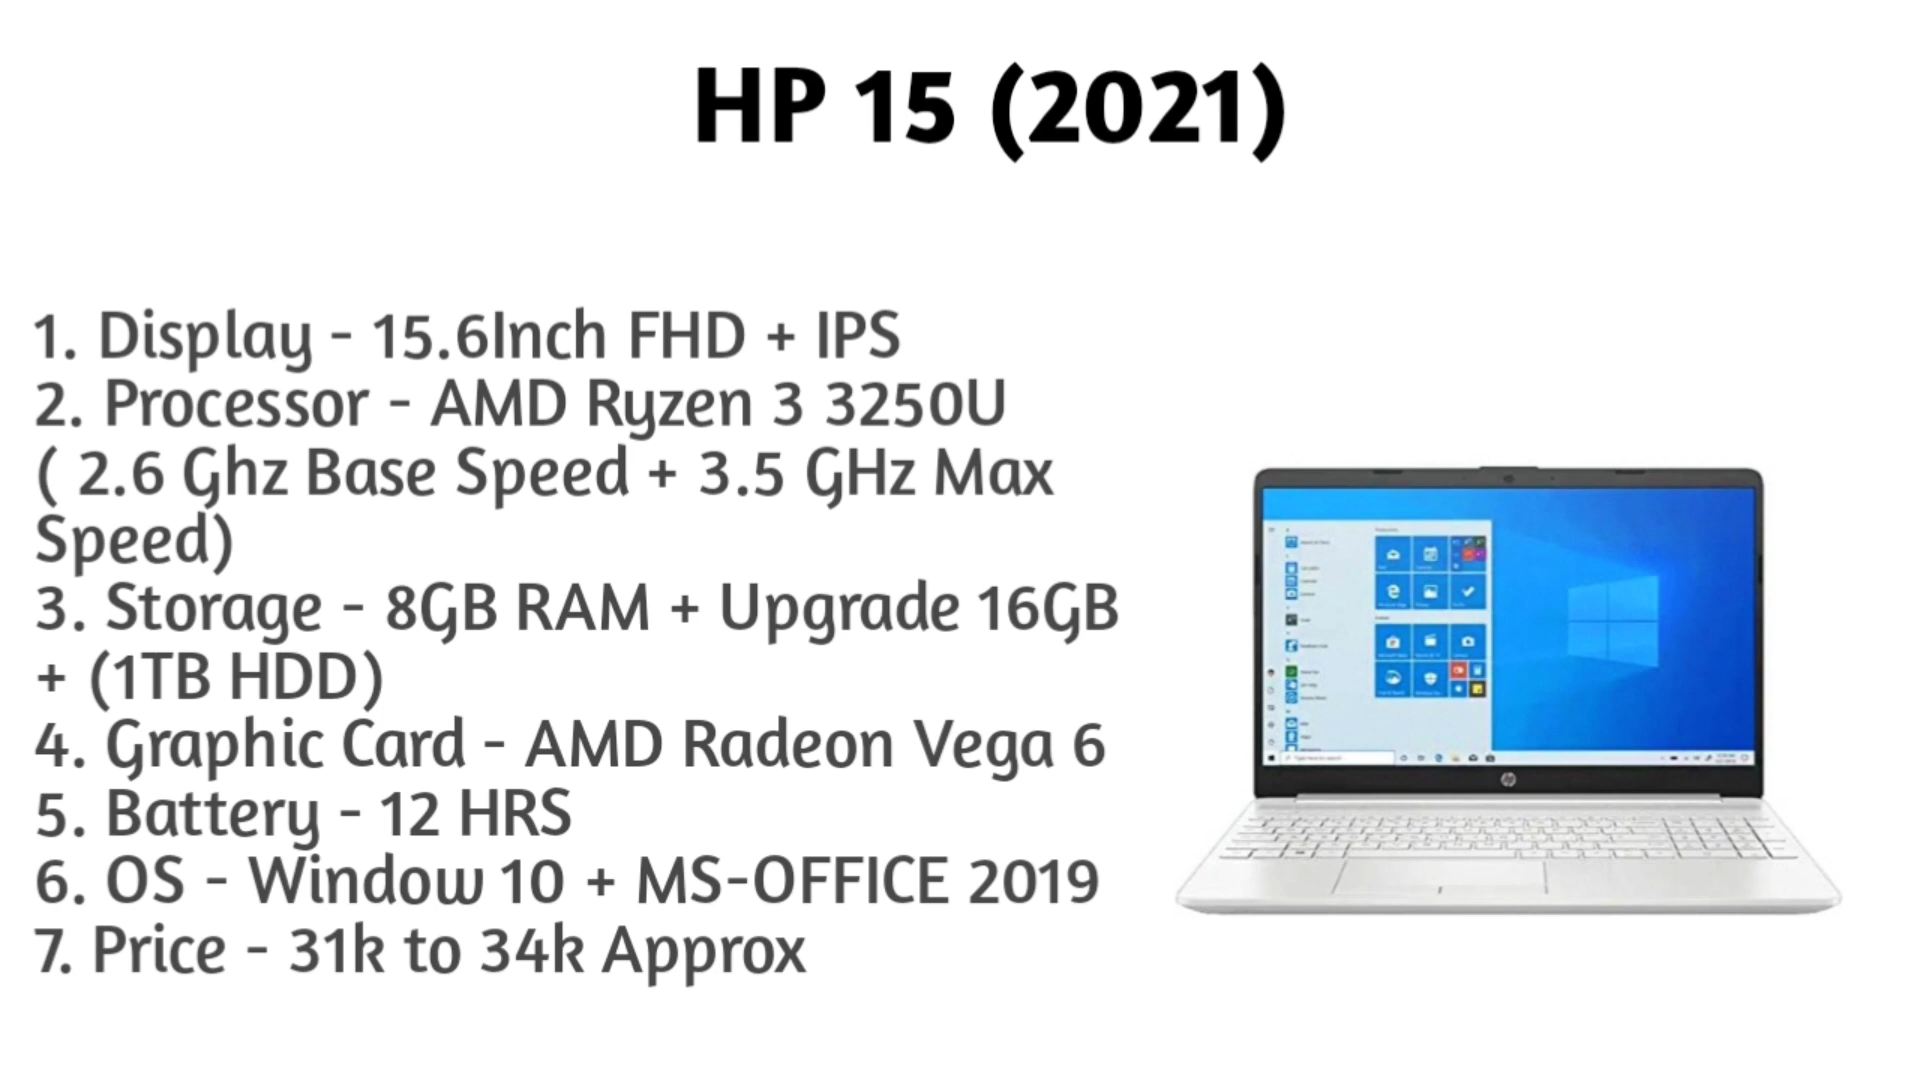 HP 15 (2021)
1. Display - 15.6Inch FHD + IPS
2. Processor - AMD Ryzen 3 3250U
( 2.6 Ghz Base Speed + 3.5 GHz Max
Speed)
3. Storage - 8GB RAM + Upgrade 16GB
+ (1TB HDD)
4. Graphic Card - AMD Radeon Vega 6
5. Battery - 12 HRS
6. OS - Window 10 + MS-OFFICE 2019
7. Price - 31k to 34k Approx
hp